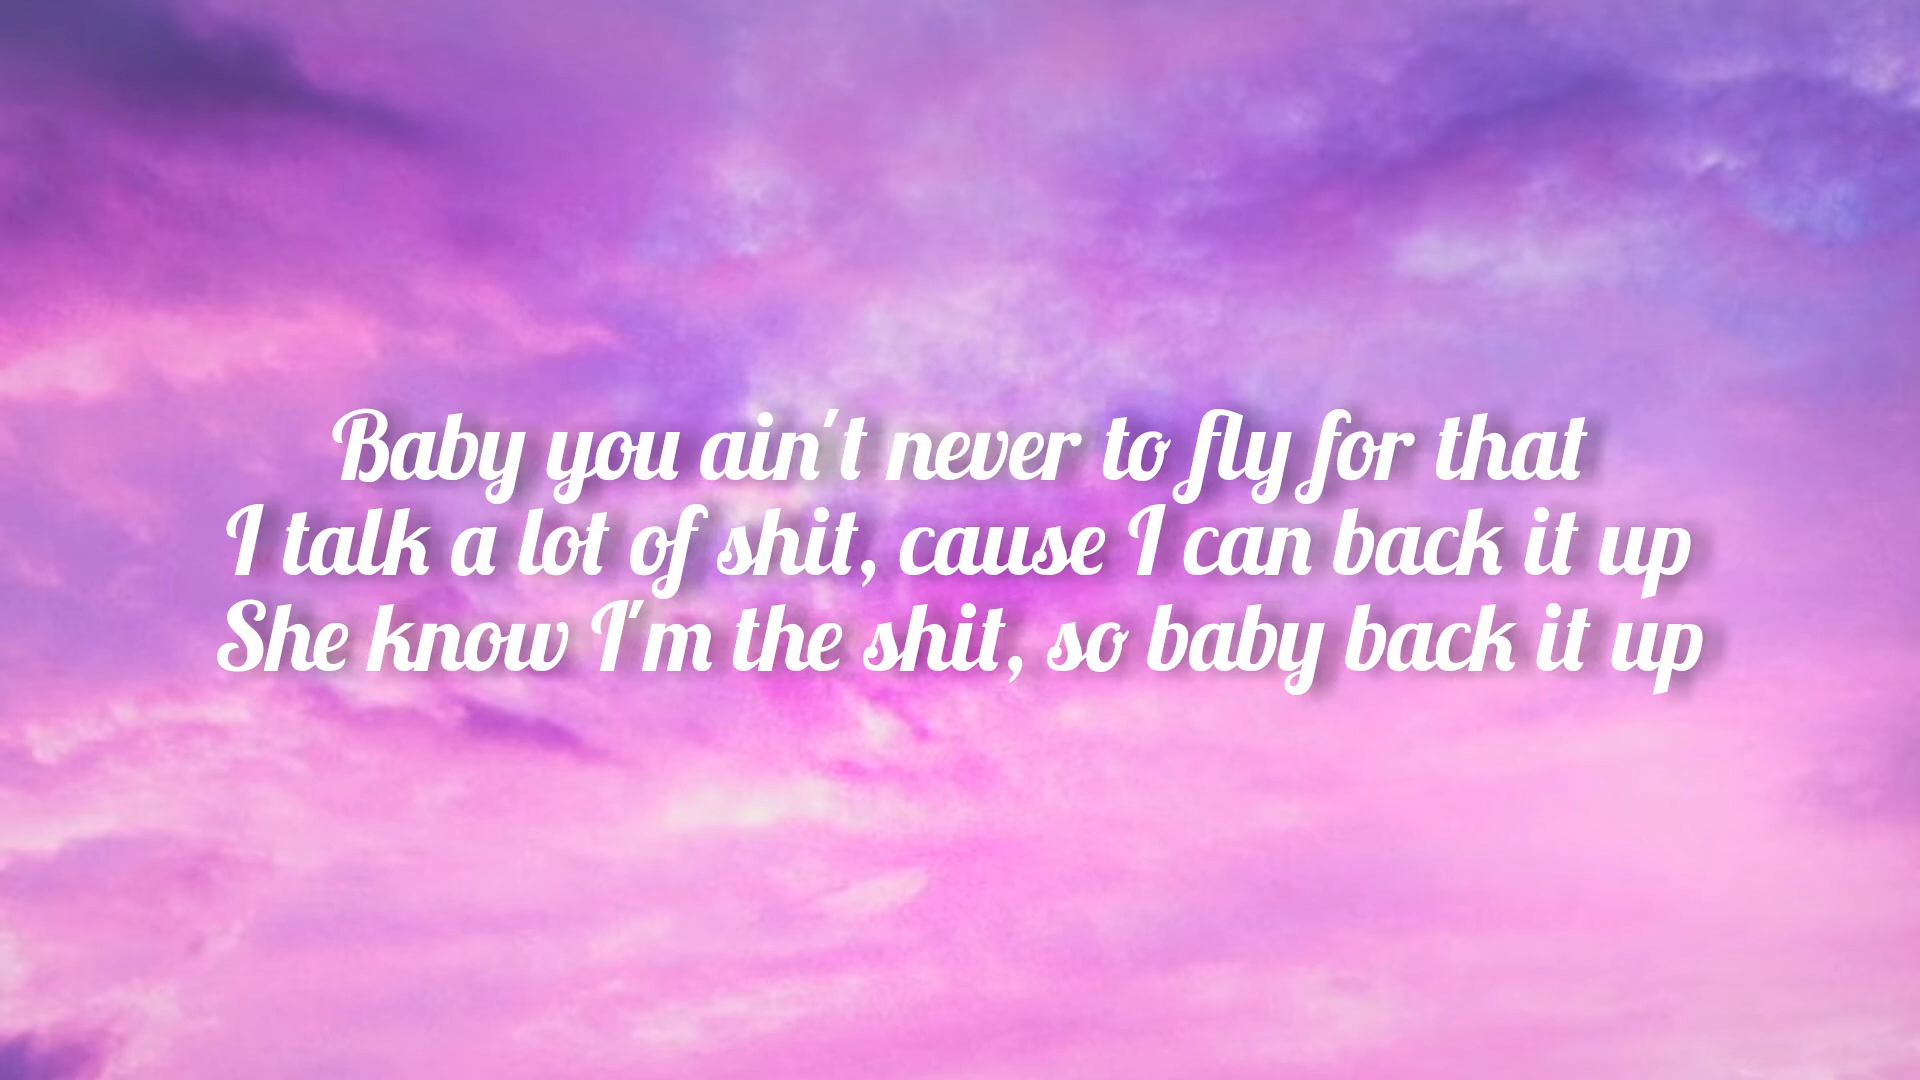 Baby you ain't never to fly for that
I talk a lot of shit, cause I can back it up
She know I'm the shit, so baby back it up